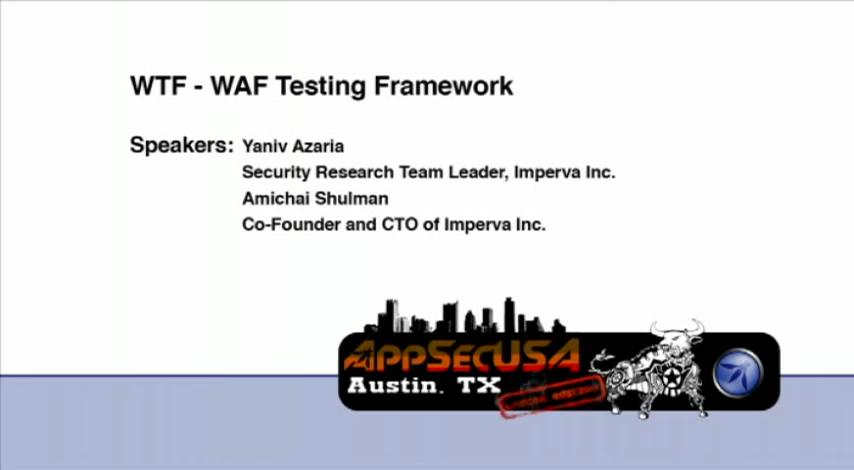 WTF - WAF Testing Framework
Speakers: Yaniv Azaria
Security Research Team Leader, Imperva Inc.
Amichai Shulman
Co-Founder and CTO of Imperva Inc.
AppSecUSA
Austin, TX